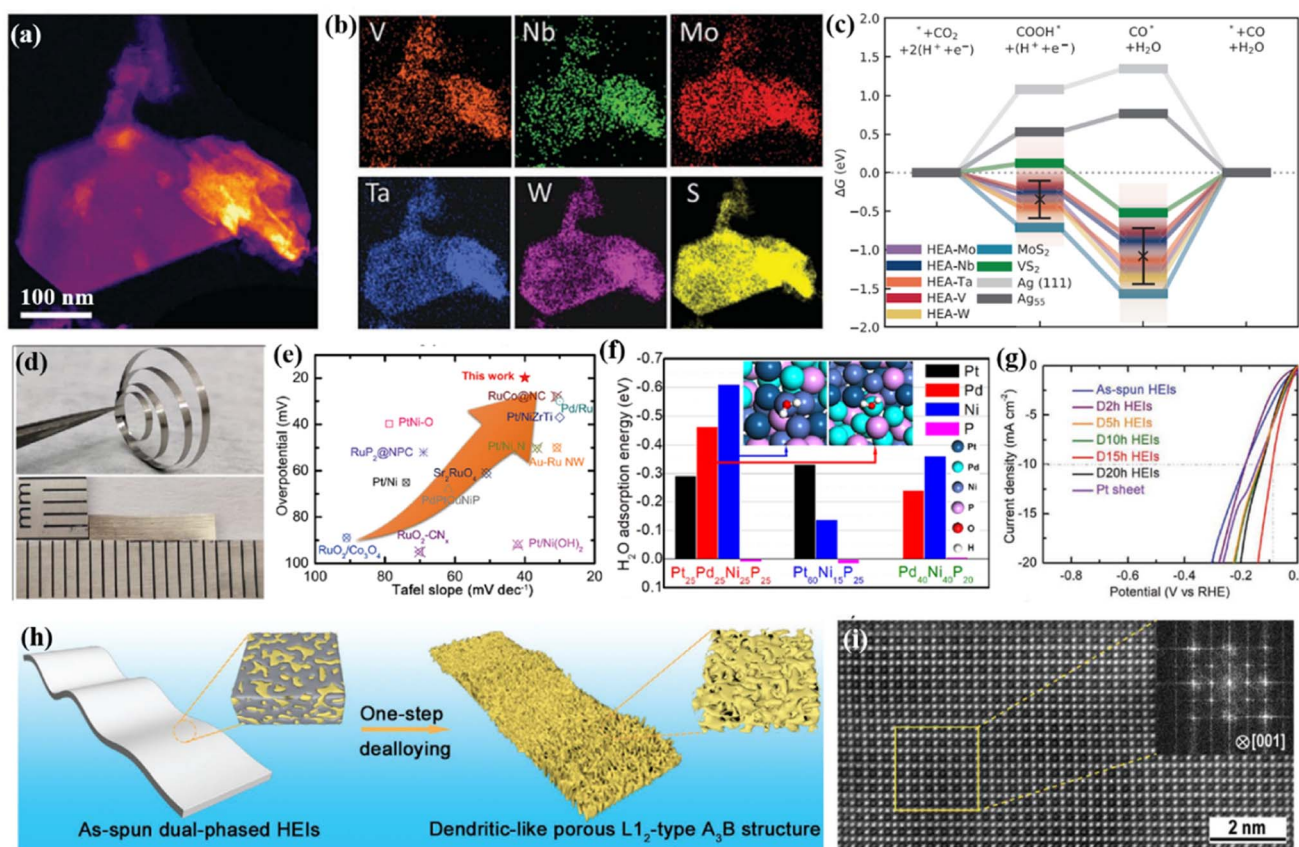 (a)
100 nm
(b)
V
Nb
Mo
Ta
W
S
(c)
*+CO₂
+2(H⁺+e⁻)
COOH*
+(H⁺+e⁻)
CO*
+H₂O
*+CO
+H₂O
2.0
1.5
1.0
0.5
0.0
−0.5
−1.0
−1.5
−2.0
ΔG (eV)
HEA-Mo
HEA-Nb
HEA-Ta
HEA-V
HEA-W
MoS₂
VS₂
Ag (111)
Ag₅₅
(d)
mm
(e)
This work
RuCo@NC
Pd/Ru
Pt/NiZrTi
PtNi-O
RuP₂@NPC
Au-Ru NW
Sr₂RuO₄
Pt/Ni
RuO₂-CNₓ
RuO₂/Co₃O₄
Pt/Ni(OH)₂
20
40
60
80
100
Overpotential (mV)
100 80 60 40 20
Tafel slope (mV dec⁻¹)
(f)
-0.7
-0.6
-0.5
-0.4
-0.3
-0.2
-0.1
0.0
0.1
H₂O adsorption energy (eV)
Pt
Pd
Ni
P
Pt
Pd
Ni
P
O
H
Pt₂₅Pd₂₅Ni₂₅P₂₅
Pt₆₀Ni₁₅P₂₅
Pd₄₀Ni₄₀P₂₀
(g)
As-spun HEIs
D2h HEIs
D5h HEIs
D10h HEIs
D15h HEIs
D20h HEIs
Pt sheet
0
-5
-10
-15
-20
Current density (mA cm⁻²)
-0.8 -0.6 -0.4 -0.2 0.0
Potential (V vs RHE)
(h)
One-step
dealloying
As-spun dual-phased HEIs
Dendritic-like porous L1₂-type A₃B structure
(i)
⊗[001]
2 nm